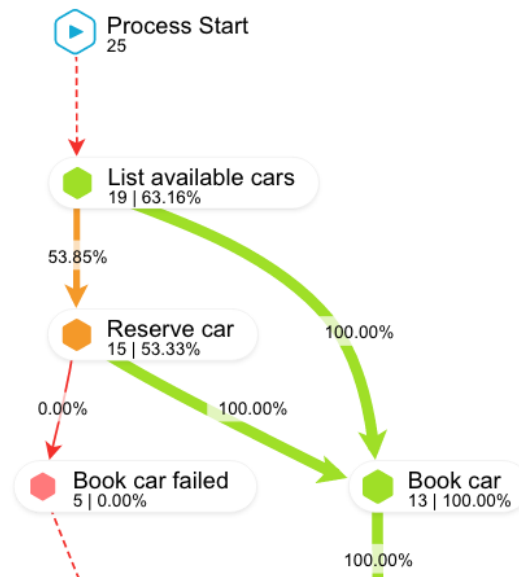 Process Start
25
List available cars
19 | 63.16%
53.85%
100.00%
Reserve car
15 | 53.33%
0.00%
100.00%
Book car failed
5 | 0.00%
Book car
13 | 100.00%
100.00%